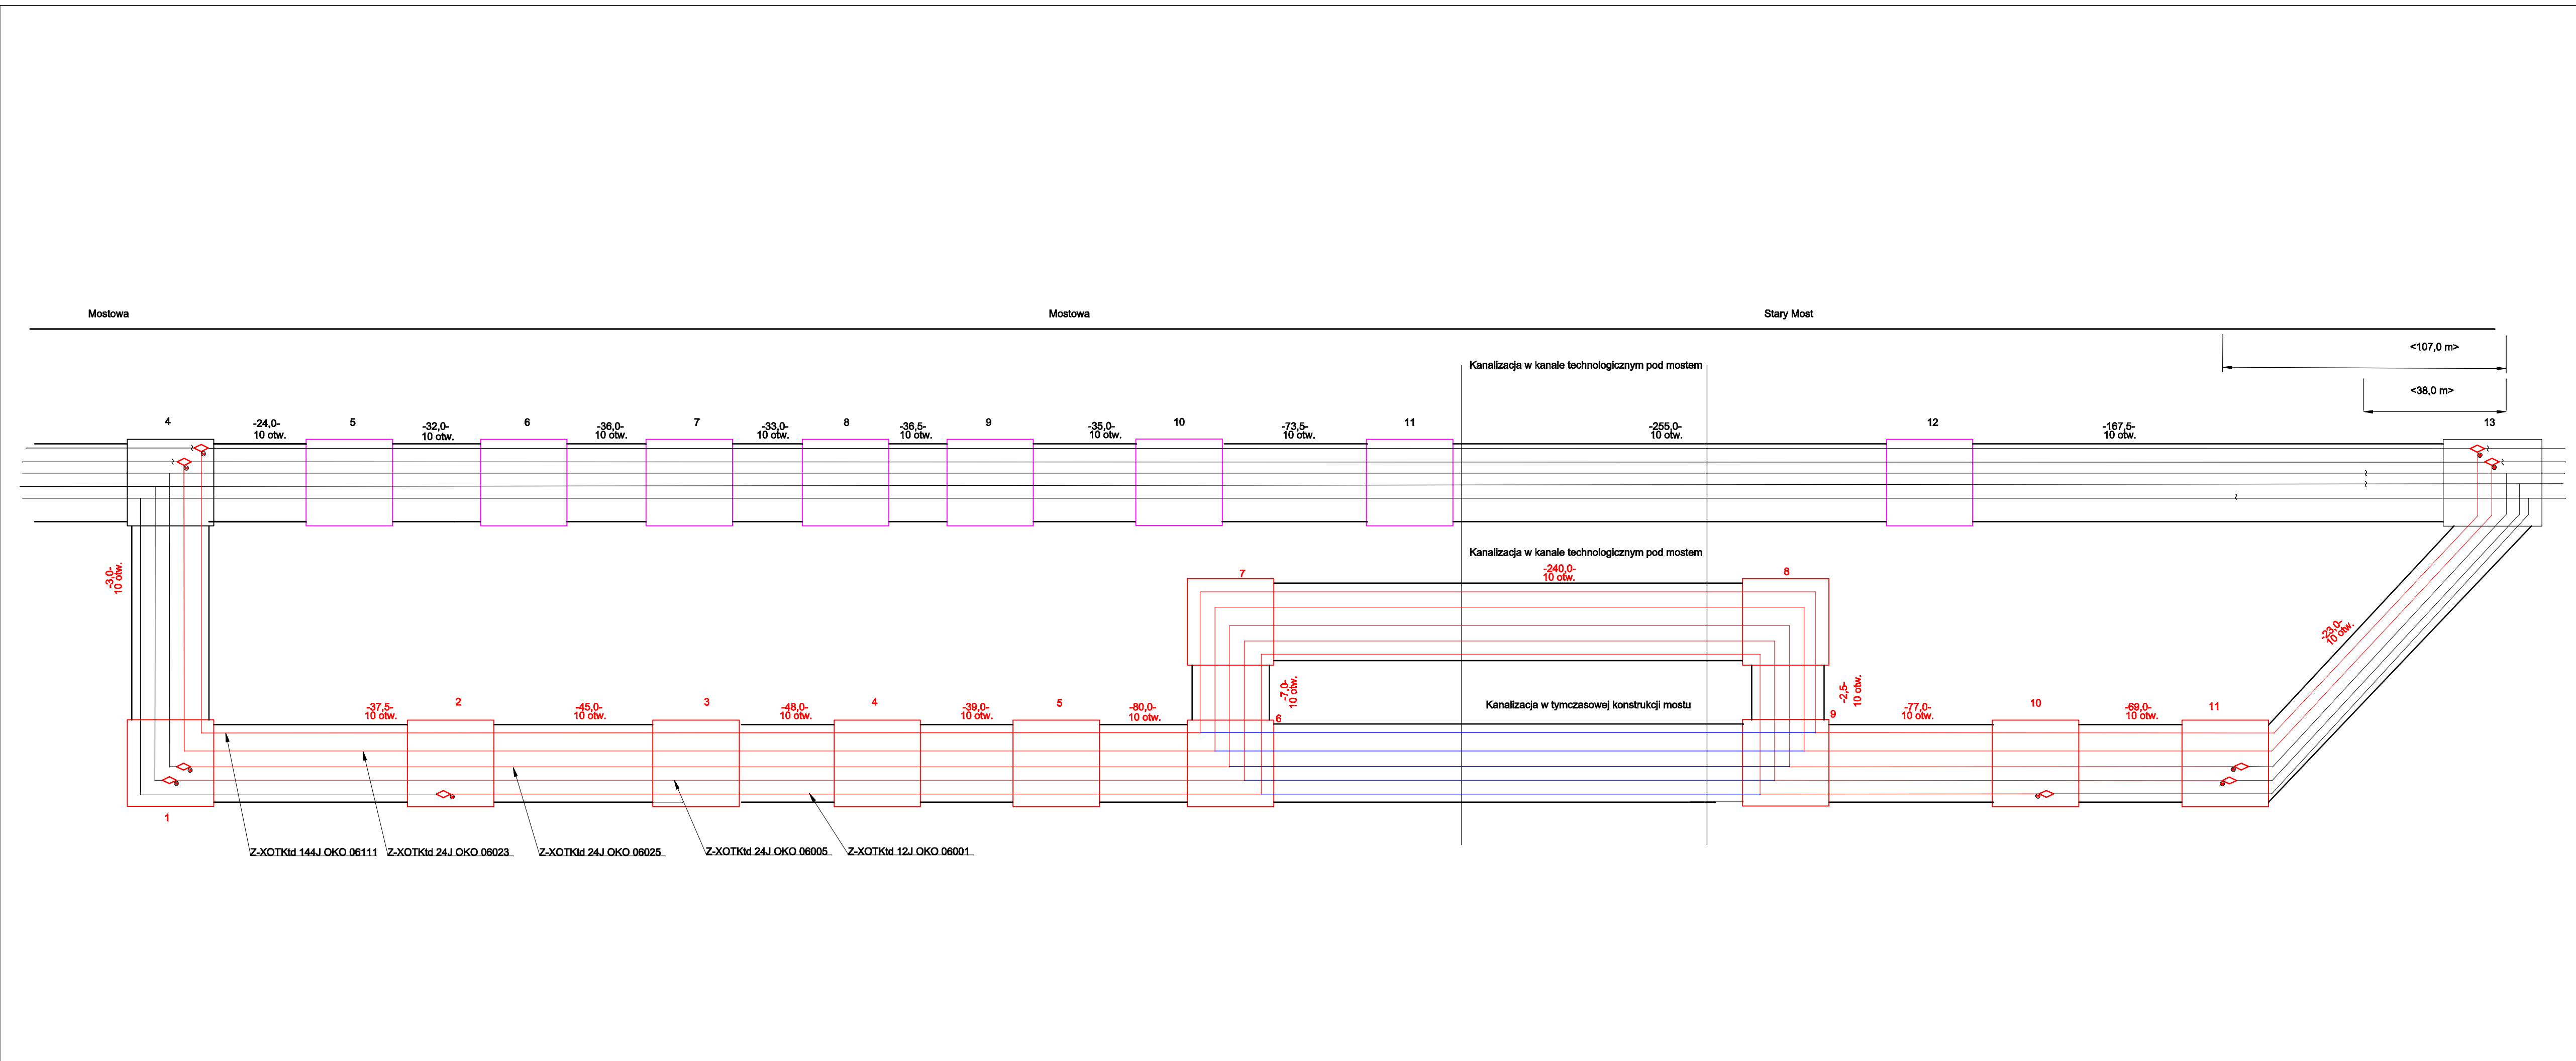 Mostowa
Mostowa
Stary Most
<107,0 m>
Kanalizacja w kanale technologicznym pod mostem
<38,0 m>
4
-24,0-
10 otw.
5
-32,0-
10 otw.
6
-36,0-
10 otw.
7
-33,0-
10 otw.
8
-36,5-
10 otw.
9
-35,0-
10 otw.
10
-73,5-
10 otw.
11
-255,0-
10 otw.
12
-167,5-
10 otw.
13
Kanalizacja w kanale technologicznym pod mostem
-3,0-
10 otw.
7
-240,0-
10 otw.
8
-23,0-
10 otw.
-7,0-
10 otw.
-2,5-
10 otw.
Kanalizacja w tymczasowej konstrukcji mostu
-37,5-
10 otw.
2
-45,0-
10 otw.
3
-48,0-
10 otw.
4
-39,0-
10 otw.
5
-80,0-
10 otw.
6
9
-77,0-
10 otw.
10
-69,0-
10 otw.
11
1
Z-XOTKtd 144J OKO 06111
Z-XOTKtd 24J OKO 06023
Z-XOTKtd 24J OKO 06025
Z-XOTKtd 24J OKO 06005
Z-XOTKtd 12J OKO 06001